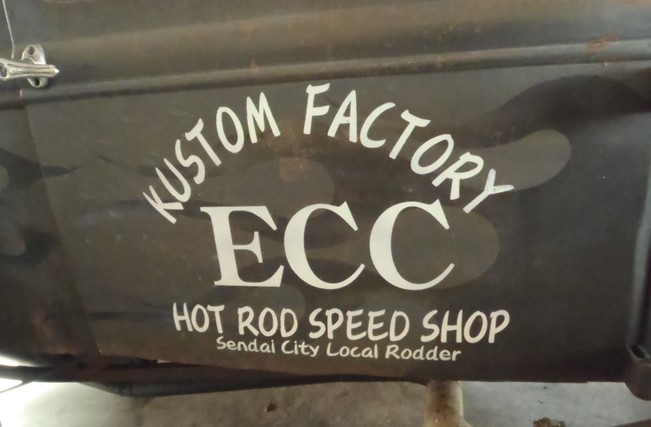 KUSTOM FACTORY
ECC
HOT ROD SPEED SHOP
Sendai City Local Rodder